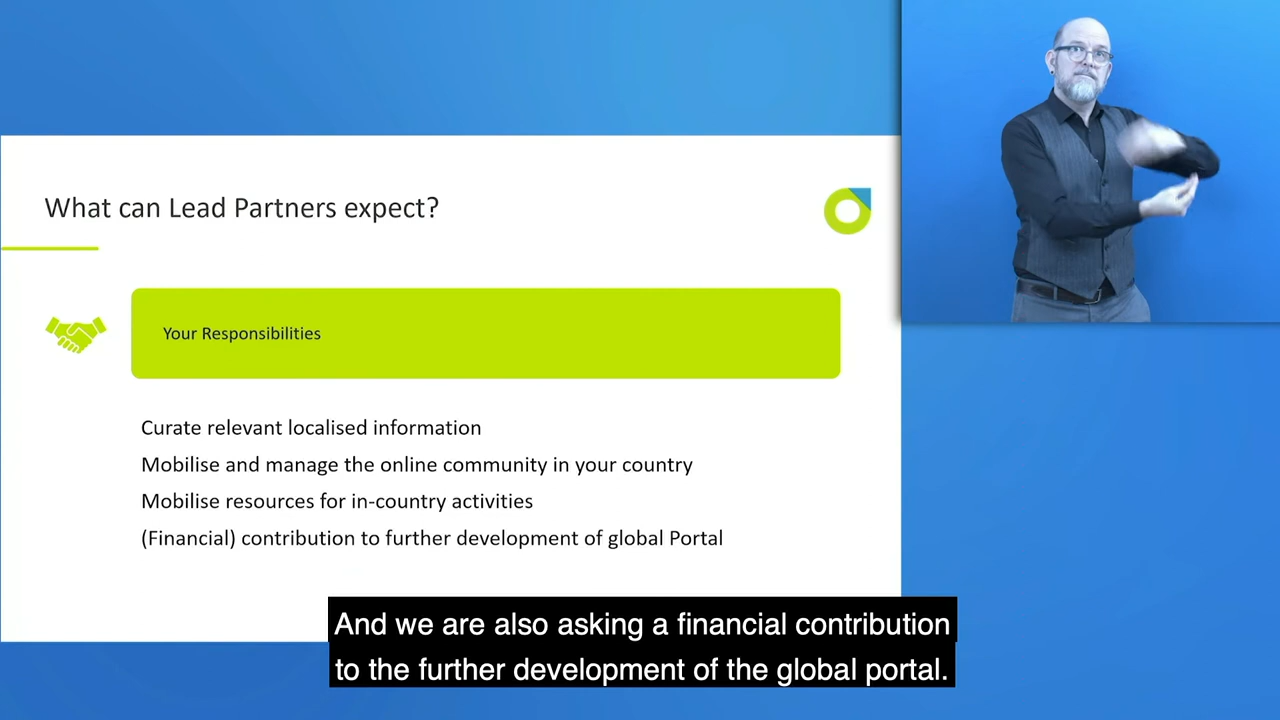 What can Lead Partners expect?
Your Responsibilities
Curate relevant localised information
Mobilise and manage the online community in your country
Mobilise resources for in-country activities
(Financial) contribution to further development of global Portal
And we are also asking a financial contribution
to the further development of the global portal.